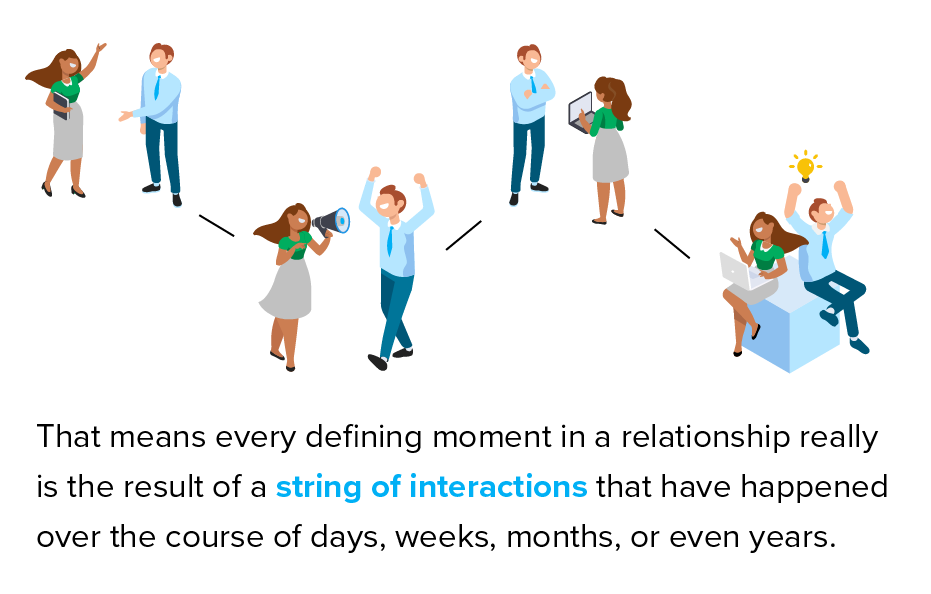 That means every defining moment in a relationship really
is the result of a string of interactions that have happened
over the course of days, weeks, months, or even years.